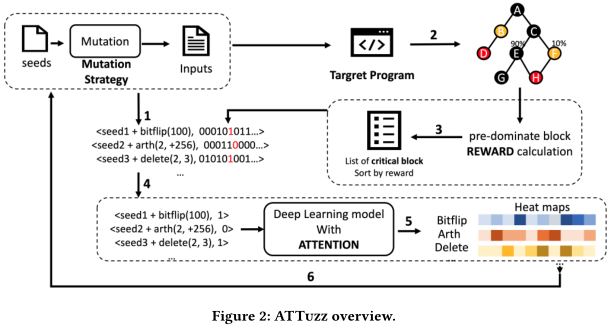 seeds
Mutation
Mutation
Strategy
Inputs
</>
Targret Program
2
A
B
C
D
E
F
G
H
90%
10%
1
<seed1 + bitflip(100), 000101011...>
<seed2 + arth(2, +256), 000110000...>
<seed3 + delete(2, 3), 010101001...>
...
3
List of critical block
Sort by reward
pre-dominate block
REWARD calculation
4
<seed1 + bitflip(100), 1>
<seed2 + arth(2, +256), 0>
<seed3 + delete(2, 3), 1>
...
Deep Learning model
With
ATTENTION
5
Heat maps
Bitflip
Arth
Delete
...
...
6
Figure 2: ATTuzz overview.